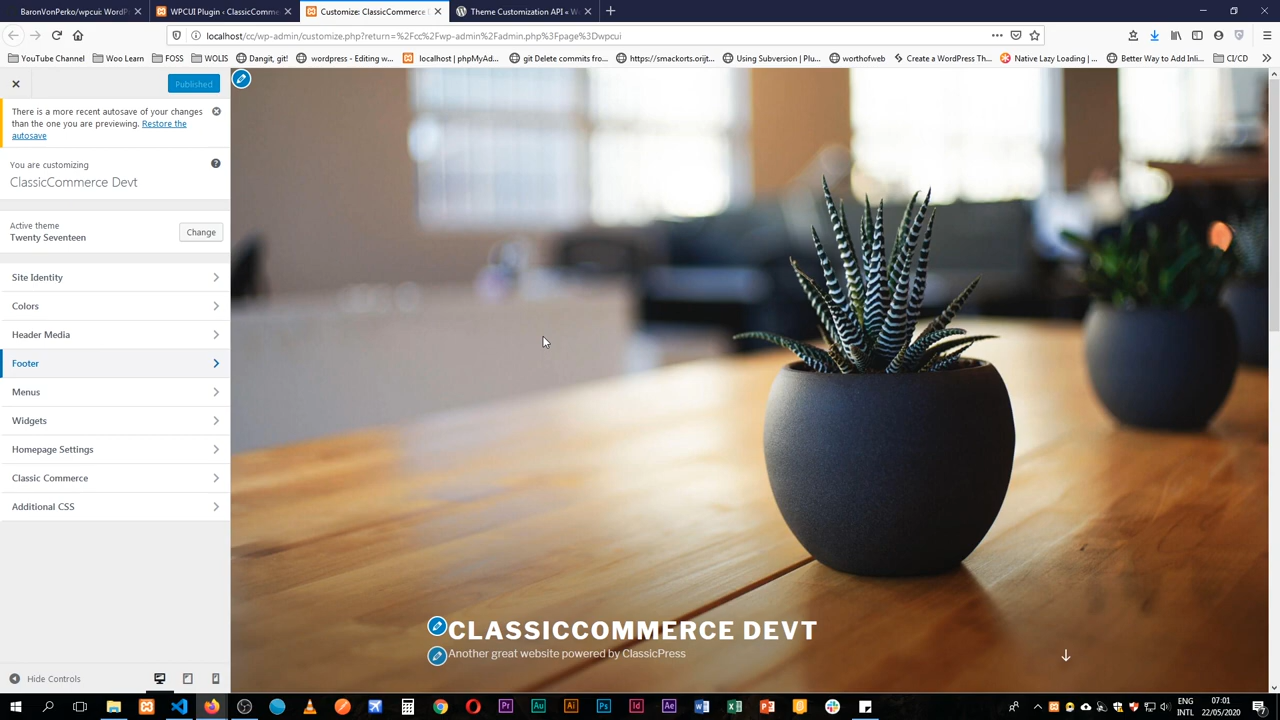 BaronVonPerko/wpcui: WordP
WPCUI Plugin ‹ ClassicComme
Customize: ClassicCommerce D
Theme Customization API « W
localhost/cc/wp-admin/customize.php?return=%2Fcc%2Fwp-admin%2Fadmin.php%3Fpage%3Dwpcui
YouTube Channel
Woo Learn
FOSS
WOLIS
Dangit, git!
wordpress - Editing w...
localhost | phpMyAd...
git Delete commits fro...
https://smackorts.orijt...
Using Subversion | Plu...
worthofweb
Create a WordPress Th...
Native Lazy Loading | ...
Better Way to Add Inli...
CI/CD
Published
There is a more recent autosave of your changes
than the one you are previewing. Restore the
autosave
You are customizing
ClassicCommerce Devt
Active theme
Twenty Seventeen
Change
Site Identity
Colors
Header Media
Footer
Menus
Widgets
Homepage Settings
Classic Commerce
Additional CSS
CLASSICCOMMERCE DEVT
Another great website powered by ClassicPress
Hide Controls
ENG
INTL
07:01
22/05/2020